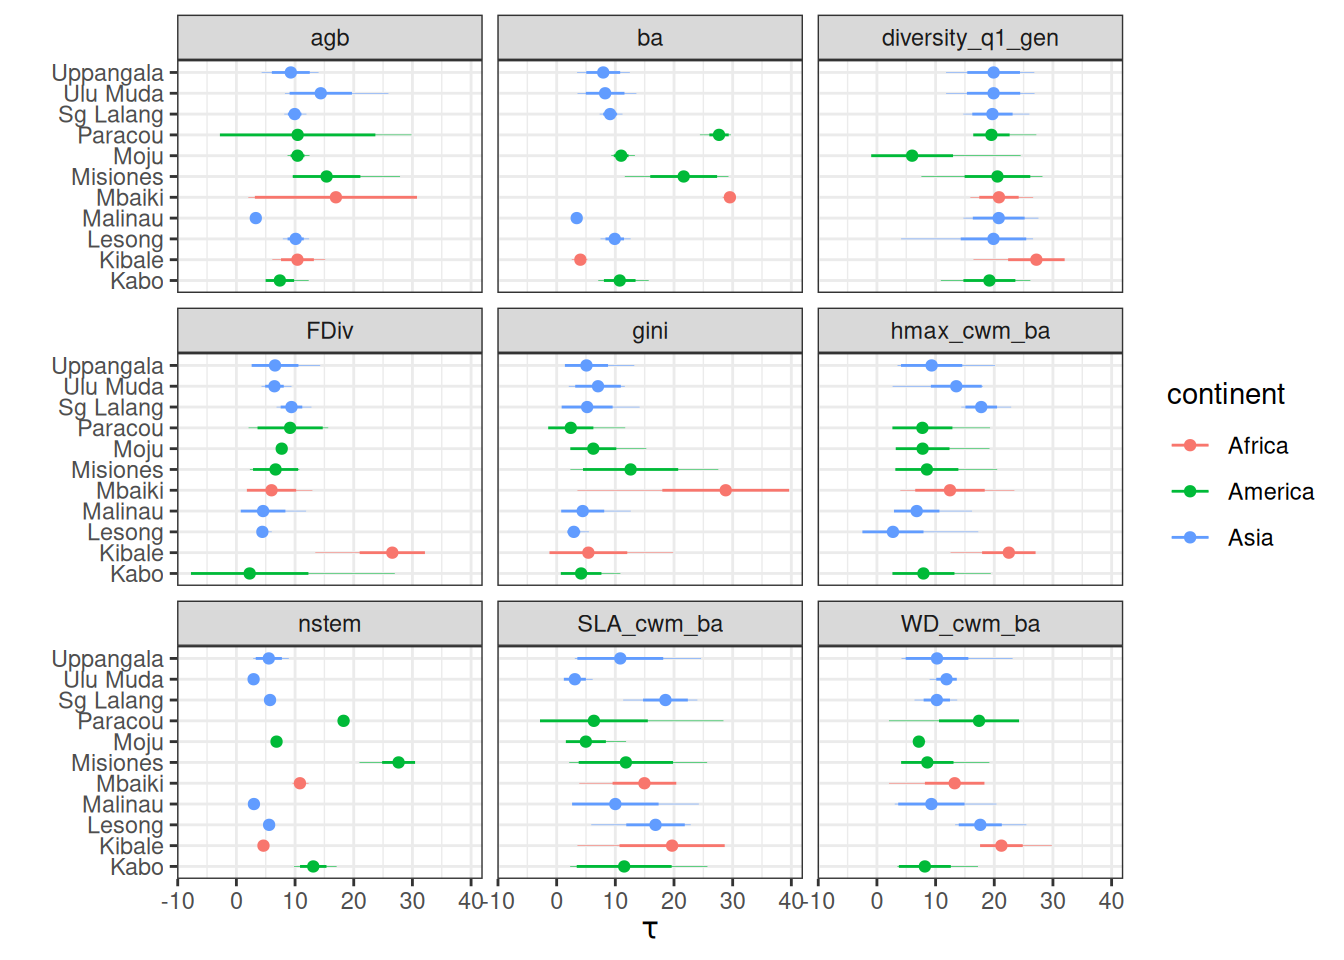 agb ba diversity_q1_gen
Uppangala
Ulu Muda
Sg Lalang
Paracou
Moju
Misiones
Mbaiki
Malinau
Lesong
Kibale
Kabo
FDiv gini hmax_cwm_ba
Uppangala
Ulu Muda
Sg Lalang
Paracou
Moju
Misiones
Mbaiki
Malinau
Lesong
Kibale
Kabo
nstem SLA_cwm_ba WD_cwm_ba
Uppangala
Ulu Muda
Sg Lalang
Paracou
Moju
Misiones
Mbaiki
Malinau
Lesong
Kibale
Kabo
-10 0 10 20 30 40 -10 0 10 20 30 40 -10 0 10 20 30 40
τ
continent
Africa
America
Asia